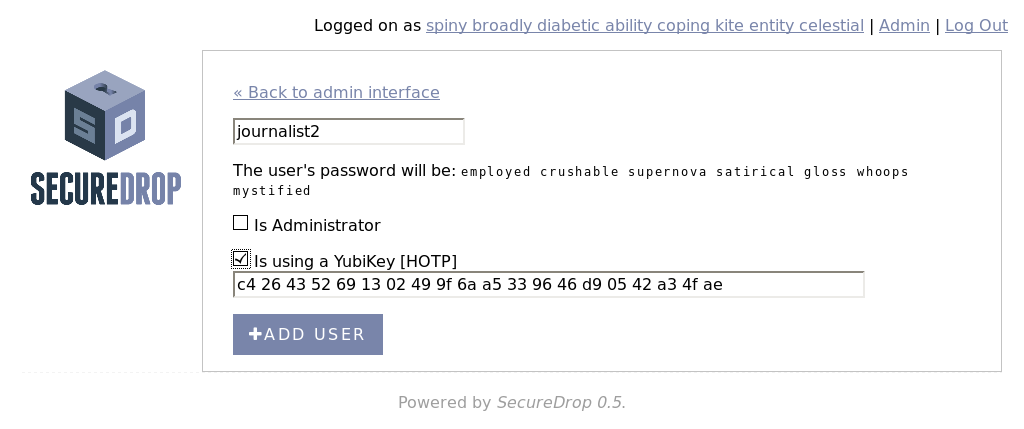 Logged on as spiny broadly diabetic ability coping kite entity celestial | Admin | Log Out
« Back to admin interface
journalist2
The user's password will be: employed crushable supernova satirical gloss whoops
mystified
Is Administrator
Is using a YubiKey [HOTP]
c4 26 43 52 69 13 02 49 9f 6a a5 33 96 46 d9 05 42 a3 4f ae
+ADD USER
SD
SECUREDROP
Powered by SecureDrop 0.5.